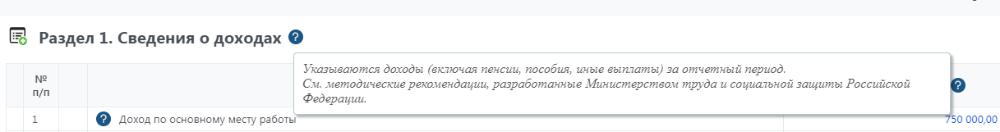 Раздел 1. Сведения о доходах
Указываются доходы (включая пенсии, пособия, иные выплаты) за отчетный период.
См. методические рекомендации, разработанные Министерством труда и социальной защиты Российской
Федерации.
№
п/п
1
Доход по основному месту работы
750 000,00